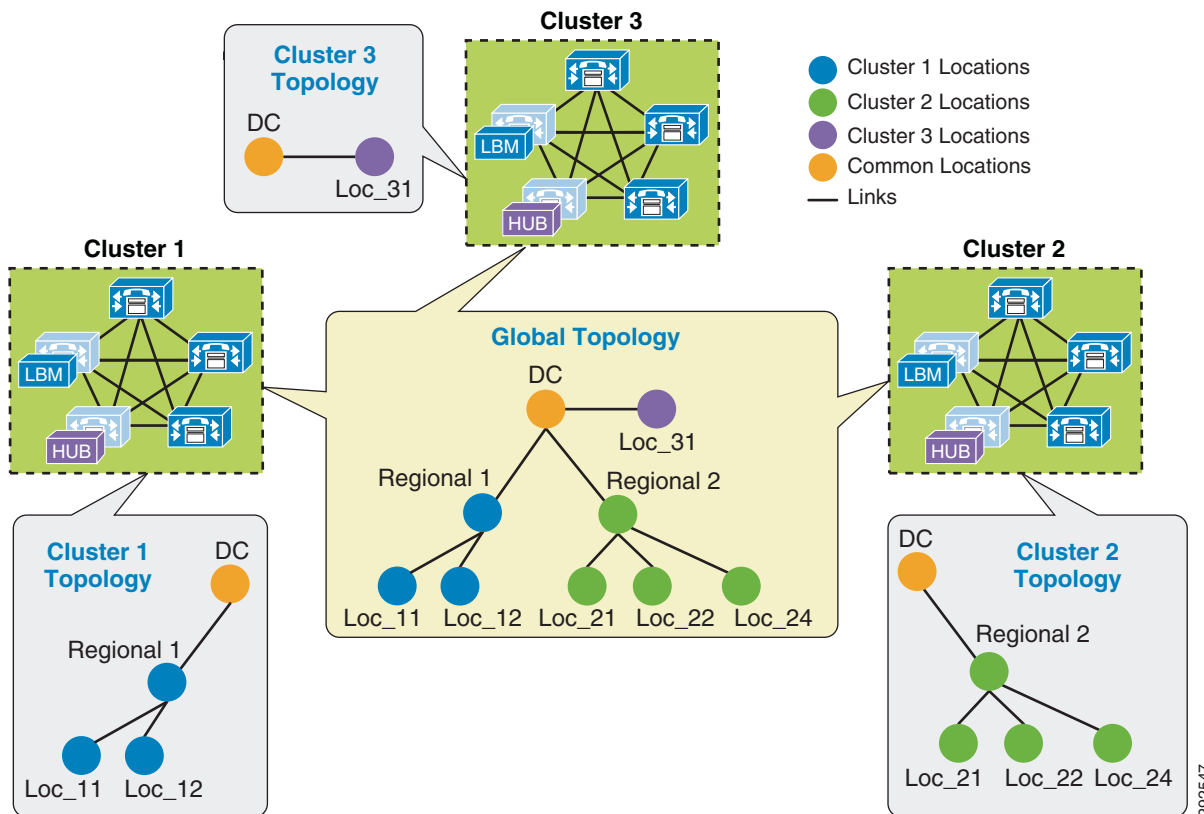 Cluster 3
Cluster 3
Topology
DC
Loc_31
LBM
HUB
Cluster 1 Locations
Cluster 2 Locations
Cluster 3 Locations
Common Locations
Links
Cluster 1
LBM
HUB
Cluster 2
LBM
HUB
Global Topology
DC
Loc_31
Regional 1
Regional 2
Loc_11
Loc_12
Loc_21
Loc_22
Loc_24
Cluster 1
Topology
DC
Regional 1
Loc_11
Loc_12
Cluster 2
Topology
DC
Regional 2
Loc_21
Loc_22
Loc_24